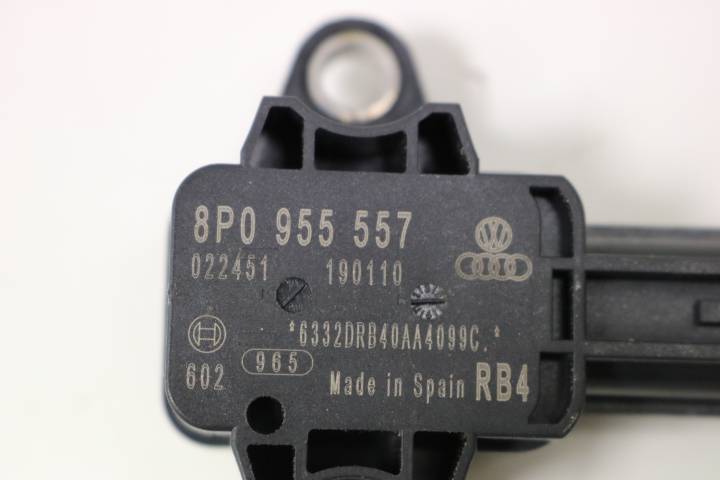 8P0 955 557
022451 190110
*6332DRB40AA4099C.*
965
602
Made in Spain RB4